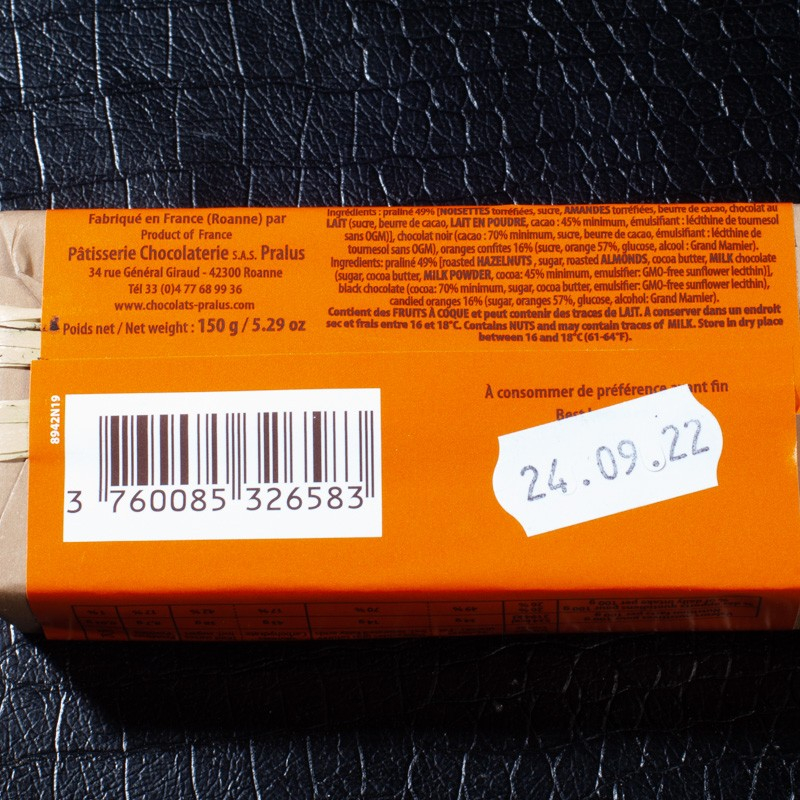 Fabriqué en France (Roanne) par
Product of France
Pâtisserie Chocolaterie S.A.S. Pralus
34 rue Général Giraud - 42300 Roanne
Tél 33 (0)4 77 68 99 36
www.chocolats-pralus.com
Poids net / Net weight : 150 g / 5.29 oz
Ingrédients : praliné 49% [NOISETTES torréfiées, sucre, AMANDES torréfiées, beurre de cacao, chocolat au
LAIT (sucre, beurre de cacao, LAIT EN POUDRE, cacao : 45% minimum, émulsifiant : lécithine de tournesol
sans OGM)], chocolat noir (cacao : 70% minimum, sucre, beurre de cacao, émulsifiant : lécithine de
tournesol sans OGM), oranges confites 16% (sucre, orange 57%, glucose, alcool : Grand Marnier).
Ingredients: praliné 49% [roasted HAZELNUTS, sugar, roasted ALMONDS, cocoa butter, MILK chocolate
(sugar, cocoa butter, MILK POWDER, cocoa: 45% minimum, emulsifier: GMO-free sunflower lecithin)],
black chocolate (cocoa: 70% minimum, sugar, cocoa butter, emulsifier: GMO-free sunflower lecithin),
candied oranges 16% (sugar, oranges 57%, glucose, alcohol: Grand Marnier).
Contient des FRUITS À COQUE et peut contenir des traces de LAIT. A conserver dans un endroit
sec et frais entre 16 et 18°C. Contains NUTS and may contain traces of MILK. Store in dry place
between 16 and 18°C (61-64°F).
8942N19
3 760085 326583
À consommer de préférence avant fin
Best
24.09.22